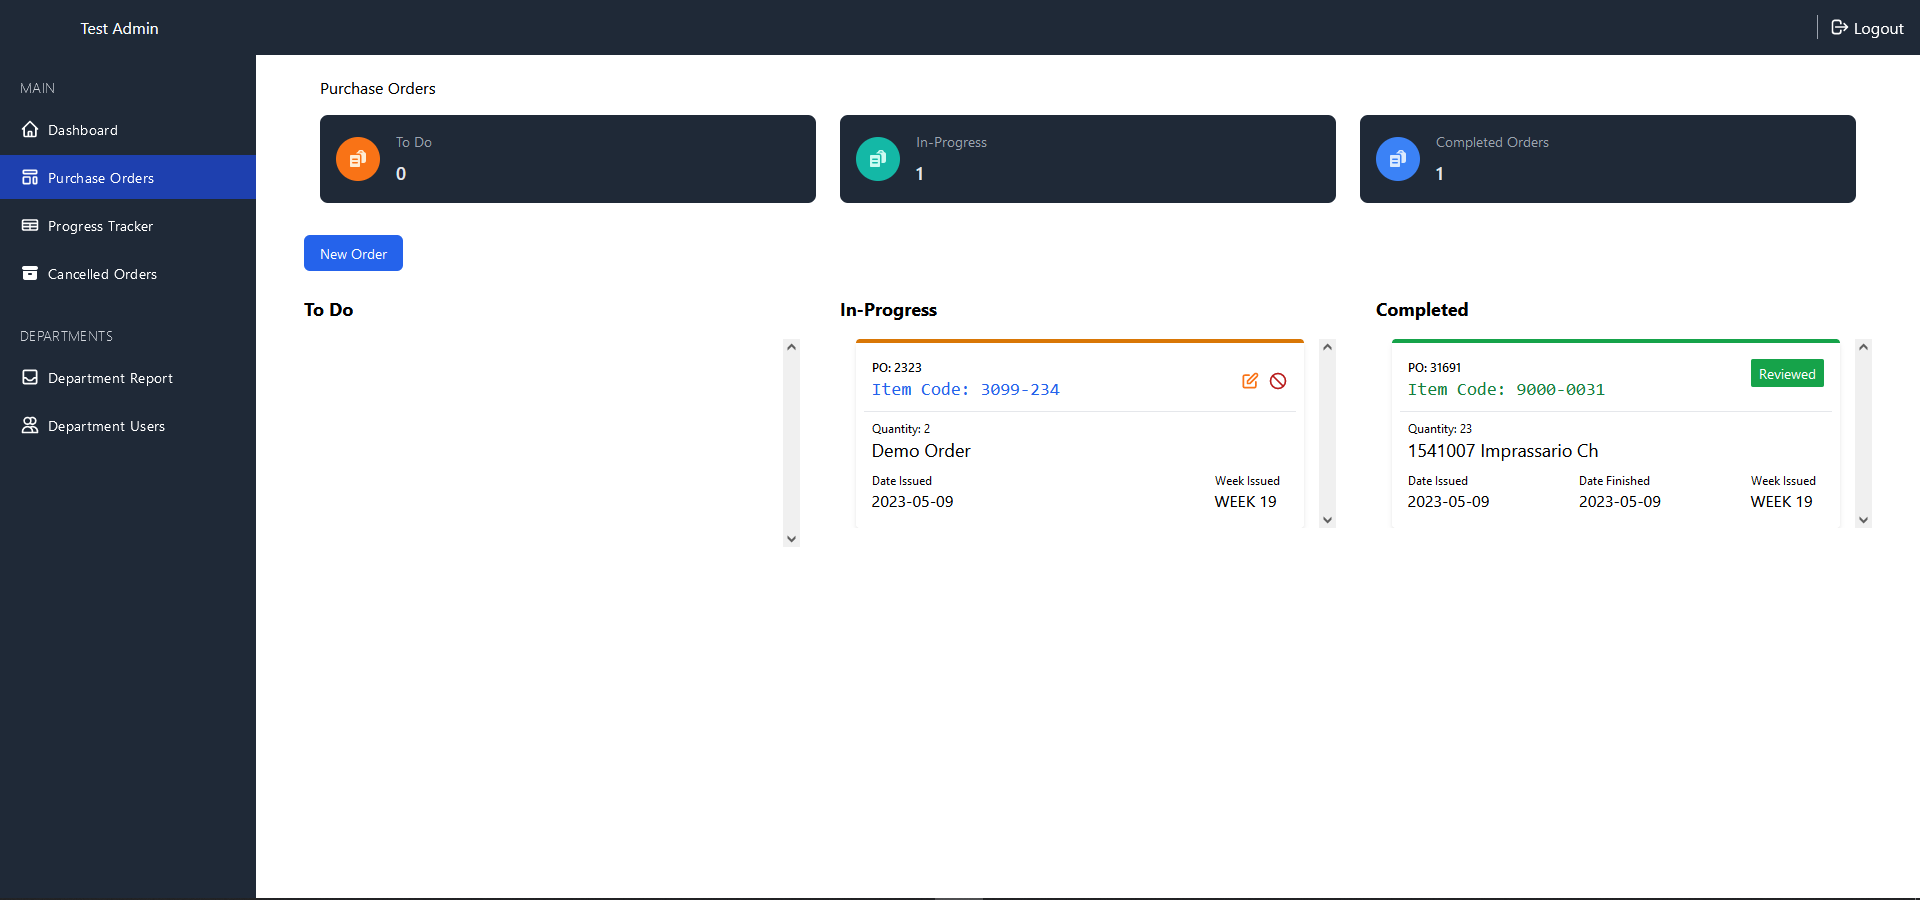 Test Admin
Logout
MAIN
Dashboard
Purchase Orders
Progress Tracker
Cancelled Orders
DEPARTMENTS
Department Report
Department Users
Purchase Orders
To Do
0
In-Progress
1
Completed Orders
1
New Order
To Do
In-Progress
PO: 2323
Item Code: 3099-234
Quantity: 2
Demo Order
Date Issued
2023-05-09
Week Issued
WEEK 19
Completed
PO: 31691
Item Code: 9000-0031
Reviewed
Quantity: 23
1541007 Imprassario Ch
Date Issued
2023-05-09
Date Finished
2023-05-09
Week Issued
WEEK 19